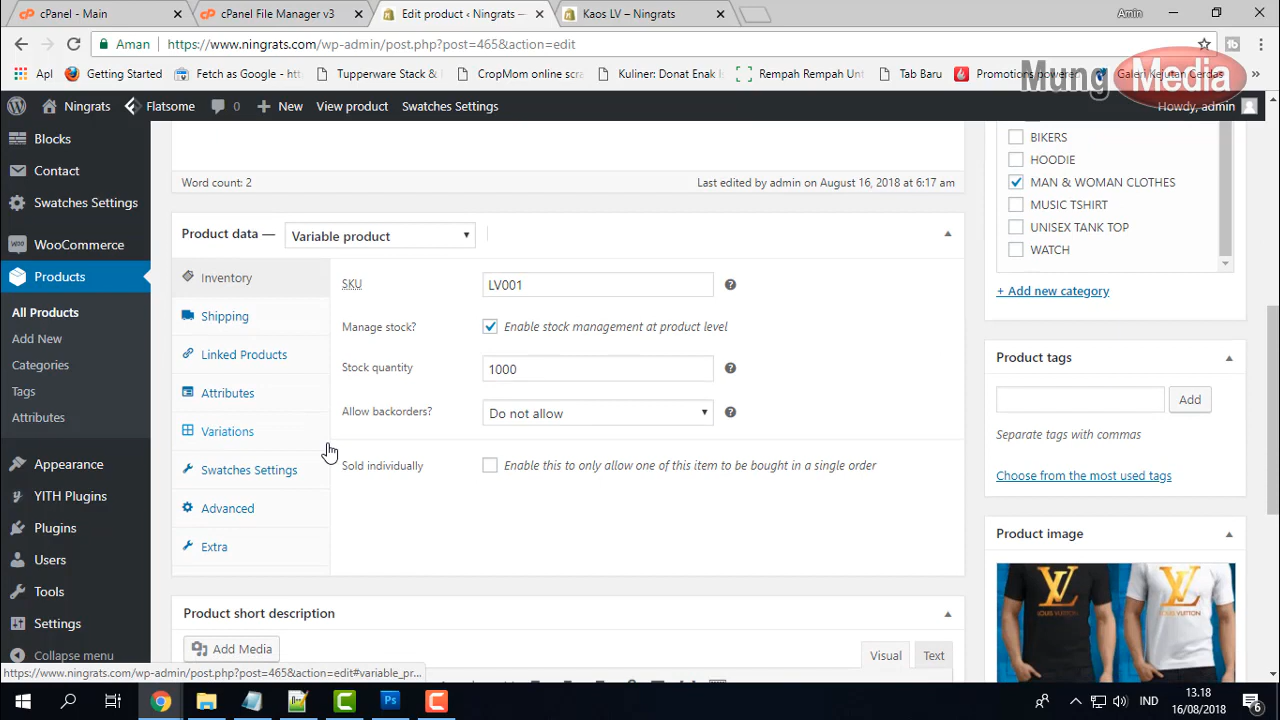 cPanel - Main
cPanel File Manager v3
Edit product ‹ Ningrats —
Kaos LV – Ningrats
Amin
Aman
https://www.ningrats.com/wp-admin/post.php?post=465&action=edit
Apl
Getting Started
Fetch as Google - htt
Tupperware Stack &
CropMom online scra
Kuliner: Donat Enak
Rempah Rempah Unt
Tab Baru
Promotions powere
Galeri Kejutan Cerdas
Mung Media
Ningrats
Flatsome
0
New
View product
Swatches Settings
Howdy, admin
Blocks
Contact
Swatches Settings
WooCommerce
Products
All Products
Add New
Categories
Tags
Attributes
Appearance
YITH Plugins
Plugins
Users
Tools
Settings
Collapse menu
Word count: 2
Last edited by admin on August 16, 2018 at 6:17 am
Product data —
Variable product
Inventory
Shipping
Linked Products
Attributes
Variations
Swatches Settings
Advanced
Extra
SKU
LV001
Manage stock?
Enable stock management at product level
Stock quantity
1000
Allow backorders?
Do not allow
Sold individually
Enable this to only allow one of this item to be bought in a single order
Product short description
Add Media
Visual
Text
BIKERS
HOODIE
MAN & WOMAN CLOTHES
MUSIC TSHIRT
UNISEX TANK TOP
WATCH
+ Add new category
Product tags
Add
Separate tags with commas
Choose from the most used tags
Product image
LOUIS VUITTON
LOUIS VUITTON
https://www.ningrats.com/wp-admin/post.php?post=465&action=edit#variable_pr...
Ps
IND
13.18
16/08/2018
6